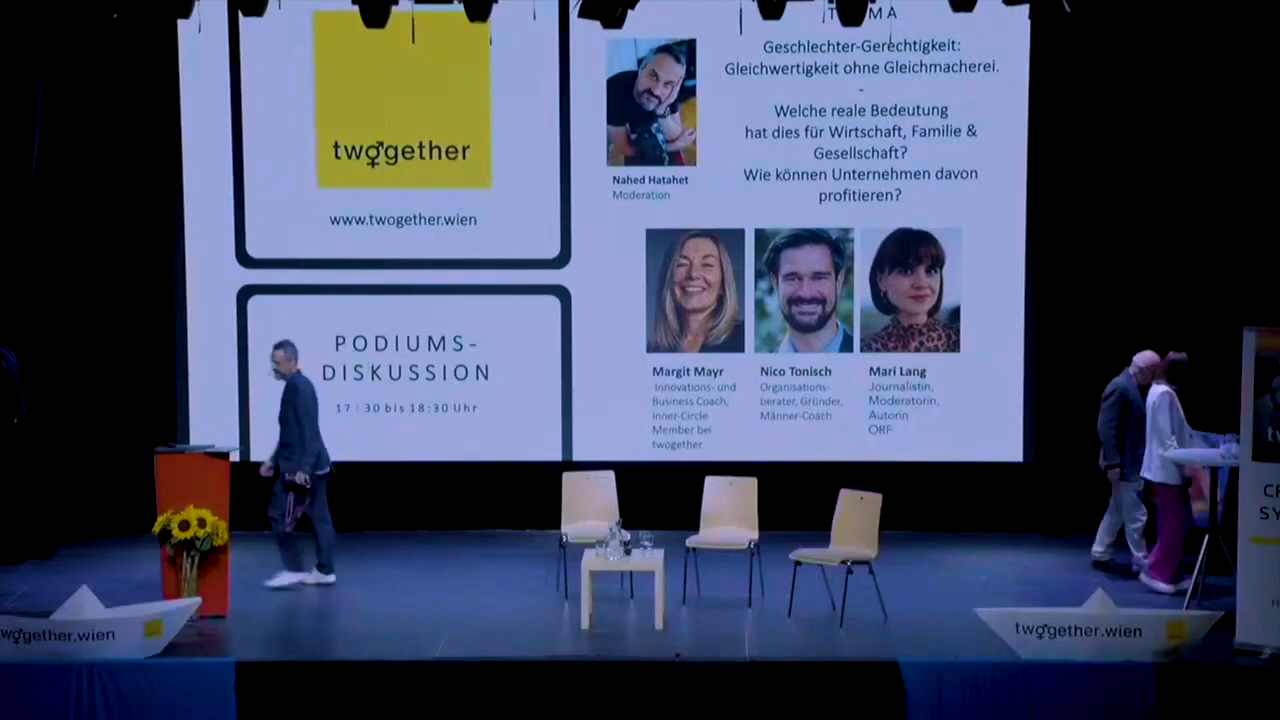 twogether
www.twogether.wien
PODIUMS-
DISKUSSION
17:30 bis 18:30 Uhr
Geschlechter-Gerechtigkeit:
Gleichwertigkeit ohne Gleichmacherei.
-
Welche reale Bedeutung
hat dies für Wirtschaft, Familie &
Gesellschaft?
Wie können Unternehmen davon
profitieren?
Nahed Hatahet
Moderation
Margit Mayr
Innovations- und
Business Coach,
Inner-Circle
Member bei
twogether
Nico Tonisch
Organisations-
berater, Gründer,
Männer-Coach
Mari Lang
Journalistin,
Moderatorin,
Autorin
ORF
twogether.wien
twogether.wien